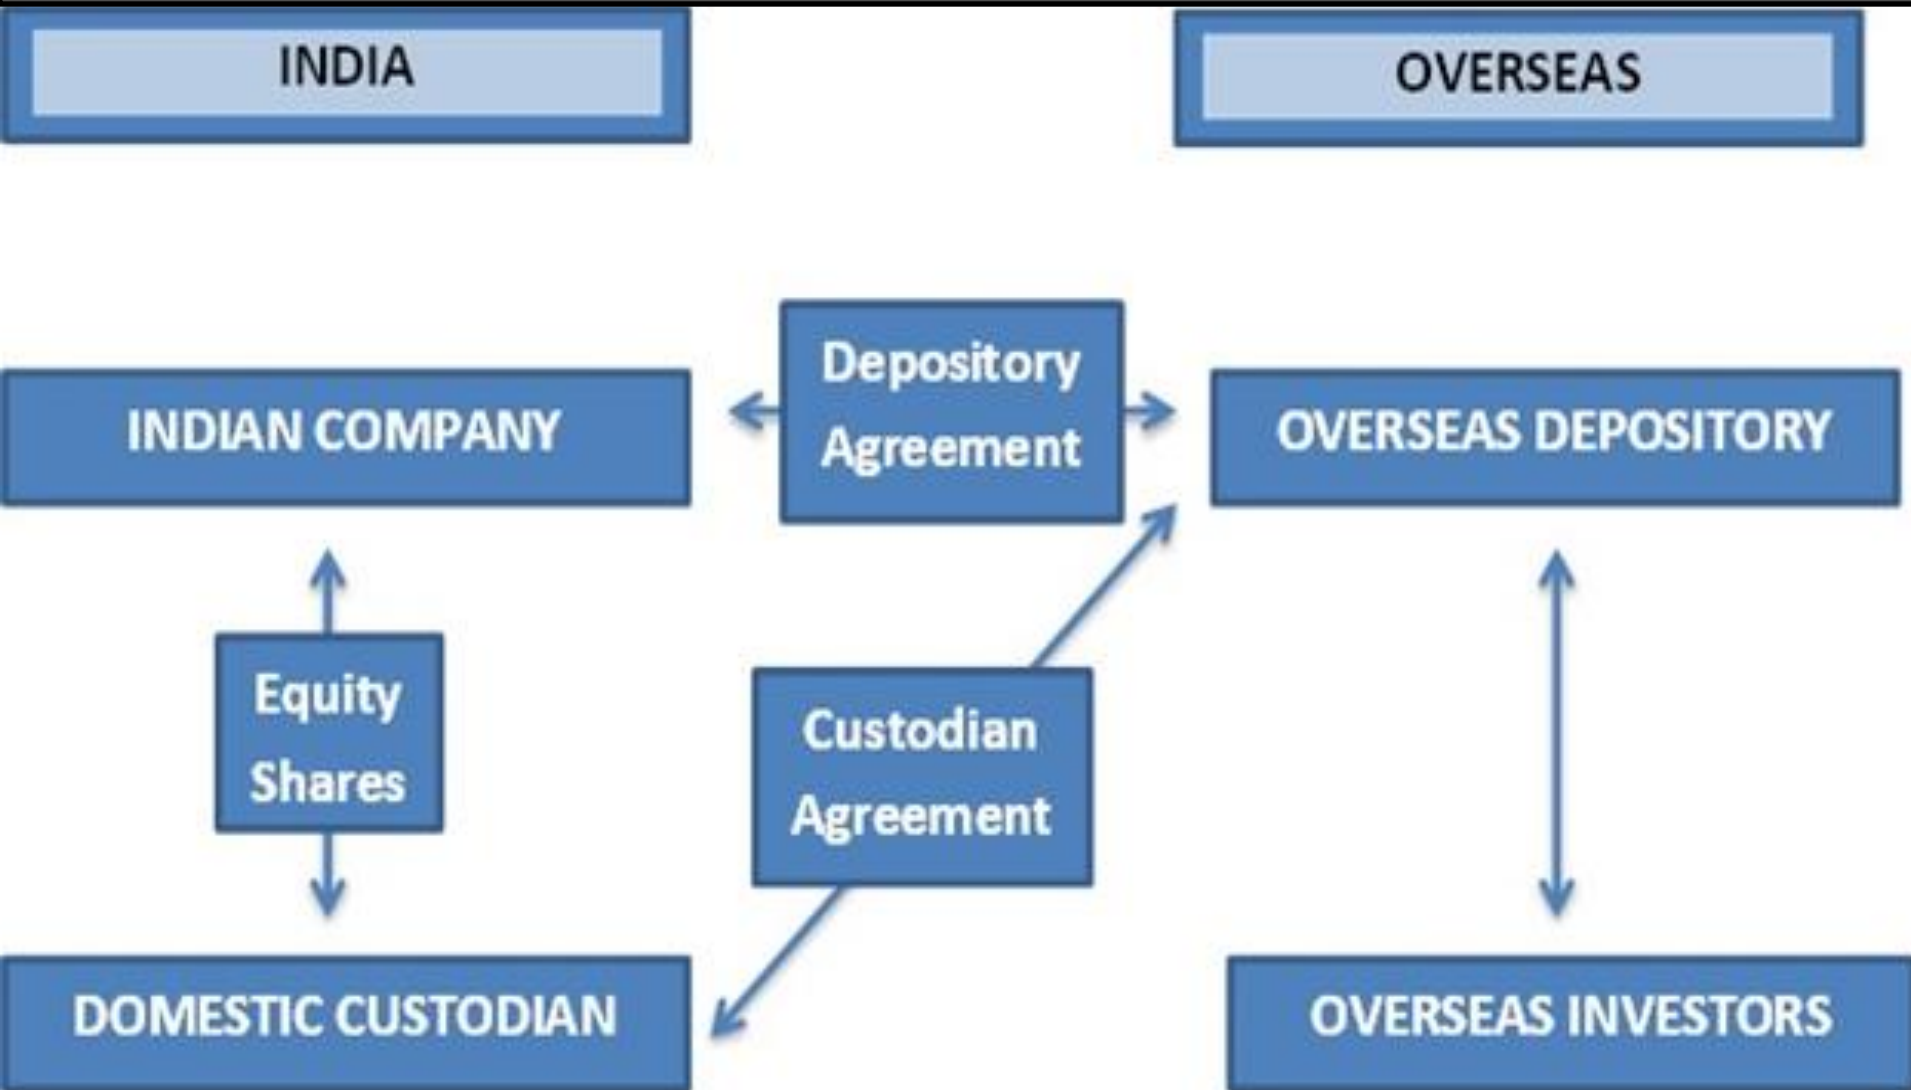 INDIA
OVERSEAS
Depository
Agreement
INDIAN COMPANY
OVERSEAS DEPOSITORY
Equity
Shares
Custodian
Agreement
DOMESTIC CUSTODIAN
OVERSEAS INVESTORS